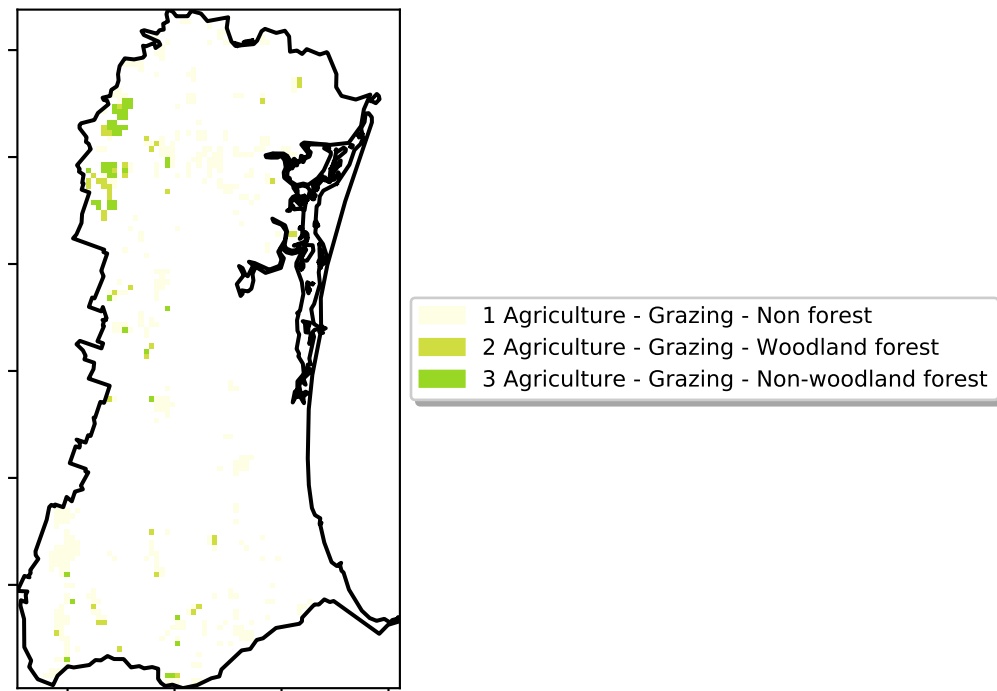 1 Agriculture - Grazing - Non forest
2 Agriculture - Grazing - Woodland forest
3 Agriculture - Grazing - Non-woodland forest